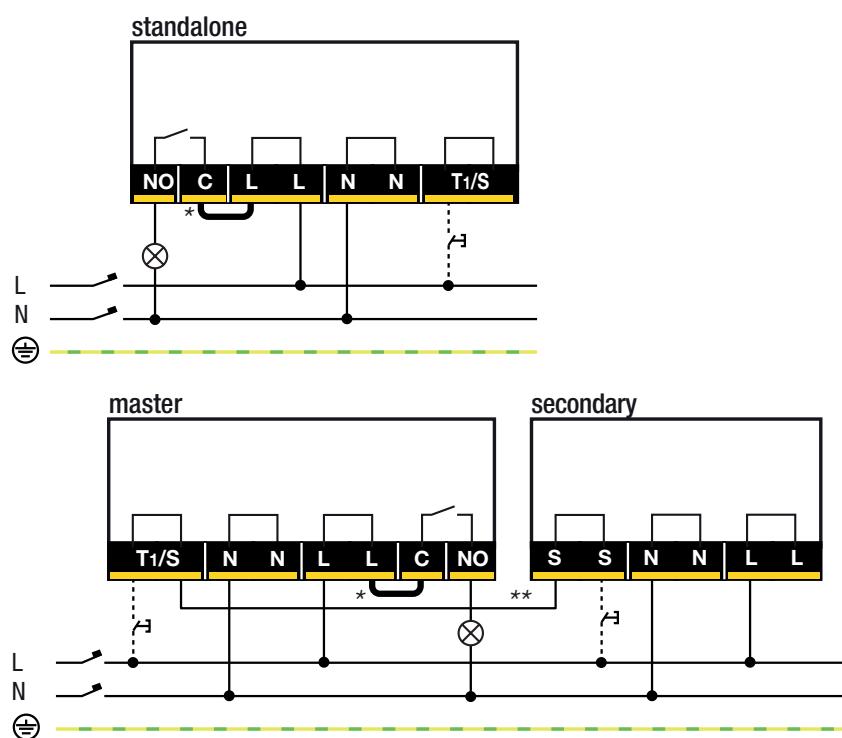 standalone
NO C L L N N T1/S
*
L
N
master secondary
T1/S N N L L C NO S S N N L L
* **
L
N